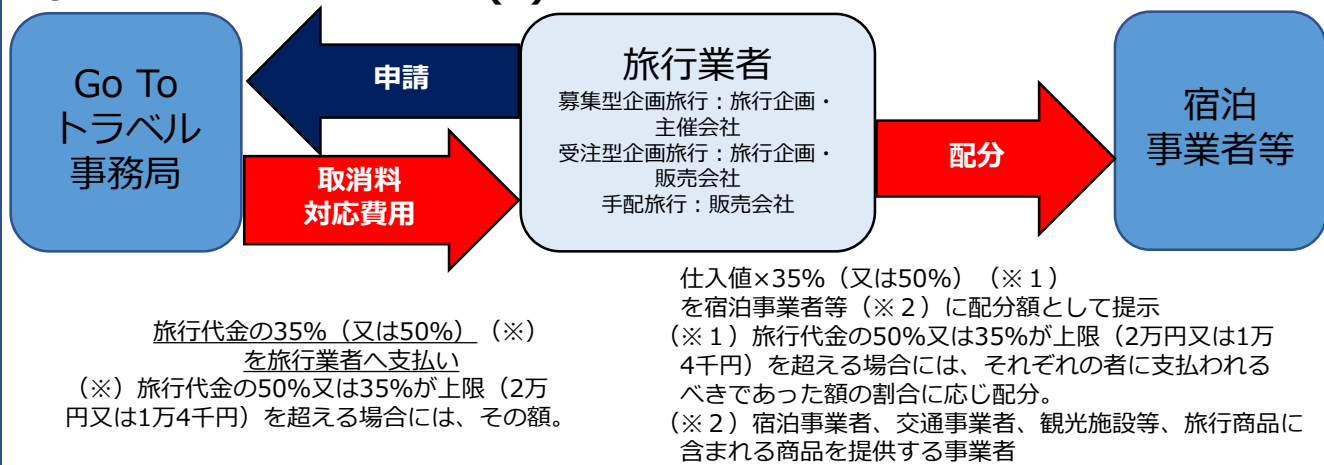 Go To
トラベル
事務局
申請
取消料
対応費用
旅行業者
募集型企画旅行：旅行企画・
主催会社
受注型企画旅行：旅行企画・
販売会社
手配旅行：販売会社
配分
宿泊
事業者等
旅行代金の35%（又は50%）（※）
を旅行業者へ支払い
（※）旅行代金の50%又は35%が上限（2万
円又は1万4千円）を超える場合には、その額。
仕入値×35%（又は50%）（※１）
を宿泊事業者等（※２）に配分額として提示
（※１）旅行代金の50%又は35%が上限（2万円又は1万
4千円）を超える場合には、それぞれの者に支払われる
べきであった額の割合に応じ配分。
（※２）宿泊事業者、交通事業者、観光施設等、旅行商品に
含まれる商品を提供する事業者